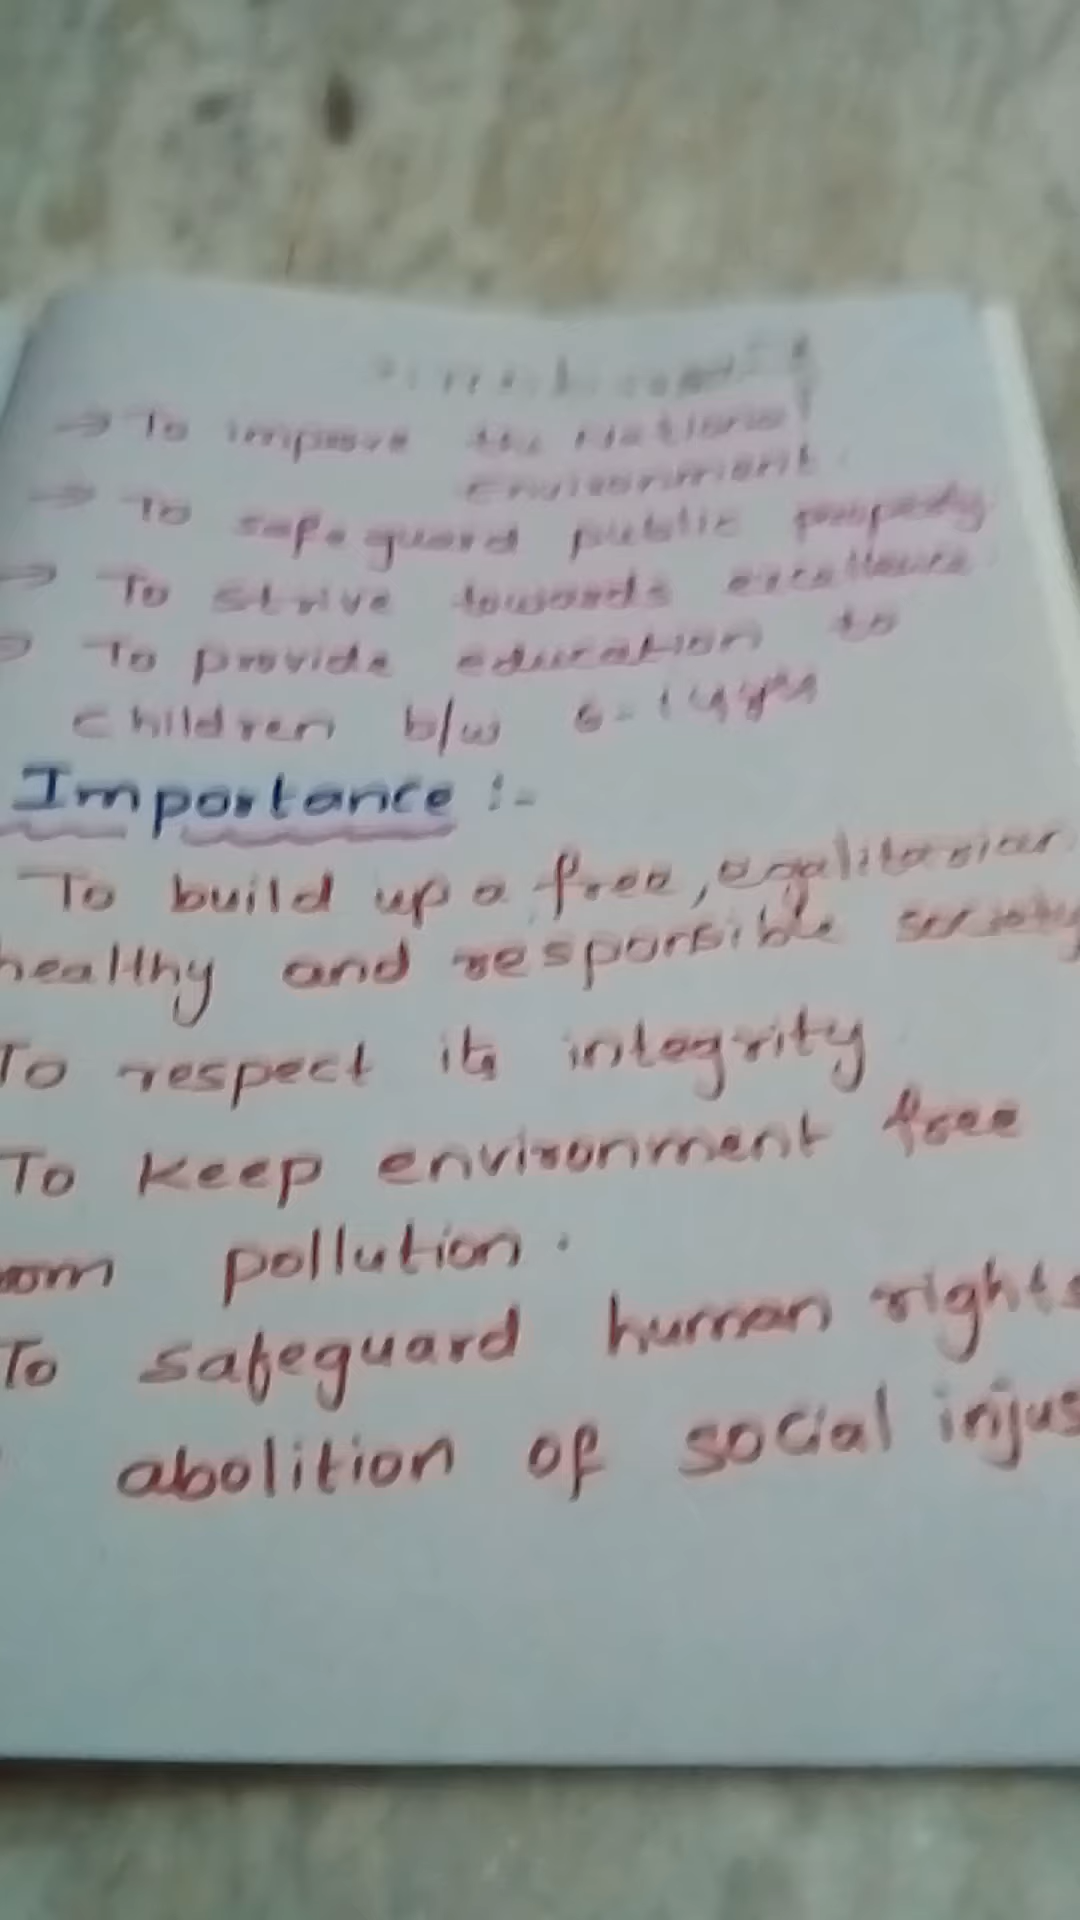 → To improve the National
Environment.
→ To safeguard public property
→ To strive towards excellence
→ To provide education to
children b/w 6-14 yrs
Importance :-
To build up a free, egalitarian
healthy and responsible society
To respect its integrity
To keep environment free
rom pollution.
To safeguard human rights
abolition of social injus